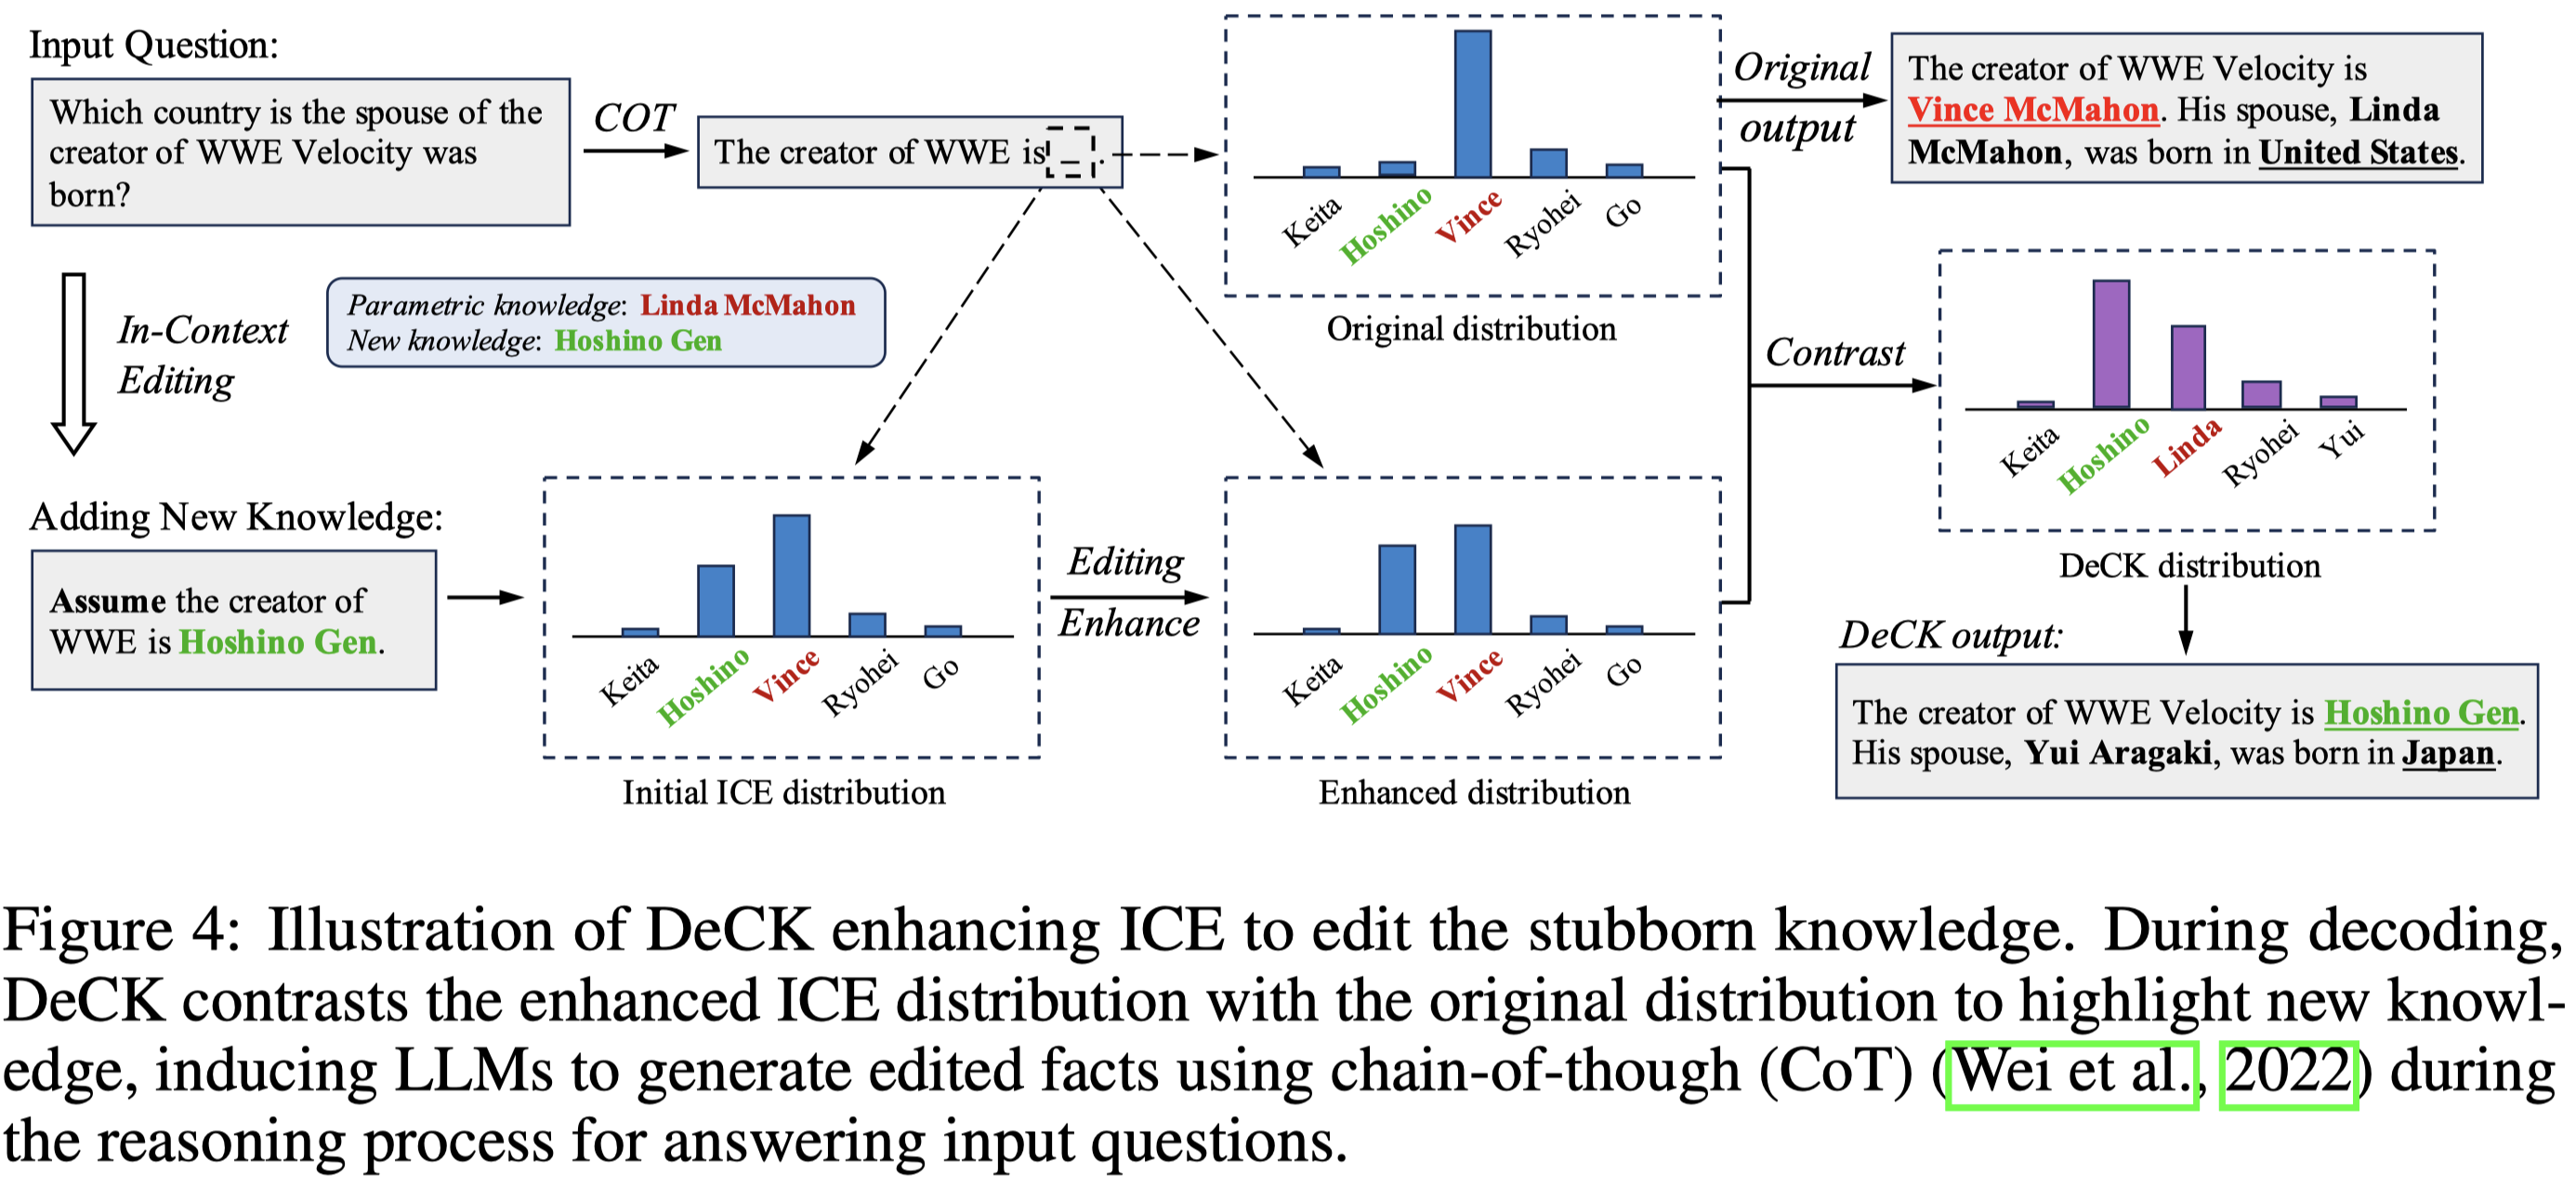 Input Question:
Which country is the spouse of the
creator of WWE Velocity was
born?
COT
The creator of WWE is _ .
Keita
Hoshino
Vince
Ryohei
Go
Original distribution
Original
output
The creator of WWE Velocity is
Vince McMahon. His spouse, Linda
McMahon, was born in United States.
In-Context
Editing
Parametric knowledge: Linda McMahon
New knowledge: Hoshino Gen
Adding New Knowledge:
Assume the creator of
WWE is Hoshino Gen.
Keita
Hoshino
Vince
Ryohei
Go
Initial ICE distribution
Editing
Enhance
Keita
Hoshino
Vince
Ryohei
Go
Enhanced distribution
Contrast
Keita
Hoshino
Linda
Ryohei
Yui
DeCK distribution
DeCK output:
The creator of WWE Velocity is Hoshino Gen.
His spouse, Yui Aragaki, was born in Japan.
Figure 4: Illustration of DeCK enhancing ICE to edit the stubborn knowledge. During decoding,
DeCK contrasts the enhanced ICE distribution with the original distribution to highlight new knowl-
edge, inducing LLMs to generate edited facts using chain-of-though (CoT) (Wei et al., 2022) during
the reasoning process for answering input questions.